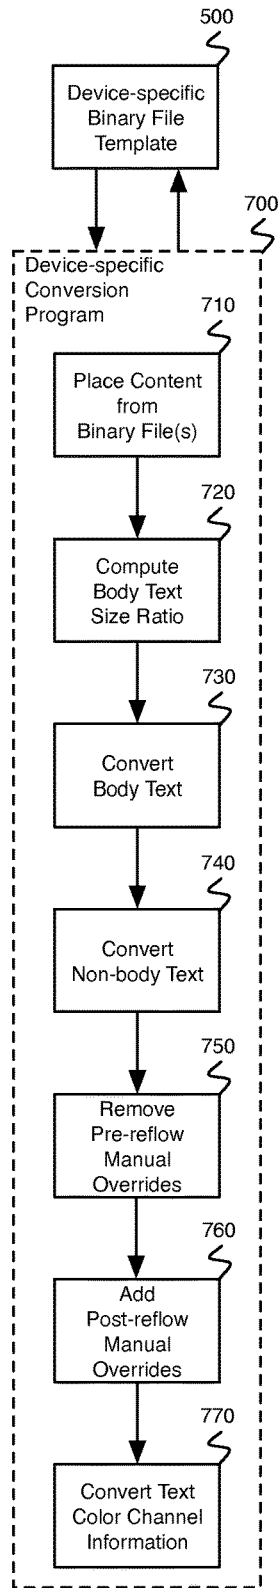 500
Device-specific
Binary File
Template
700
Device-specific
Conversion
Program
710
Place Content
from
Binary File(s)
720
Compute
Body Text
Size Ratio
730
Convert
Body Text
740
Convert
Non-body Text
750
Remove
Pre-reflow
Manual
Overrides
760
Add
Post-reflow
Manual
Overrides
770
Convert Text
Color Channel
Information